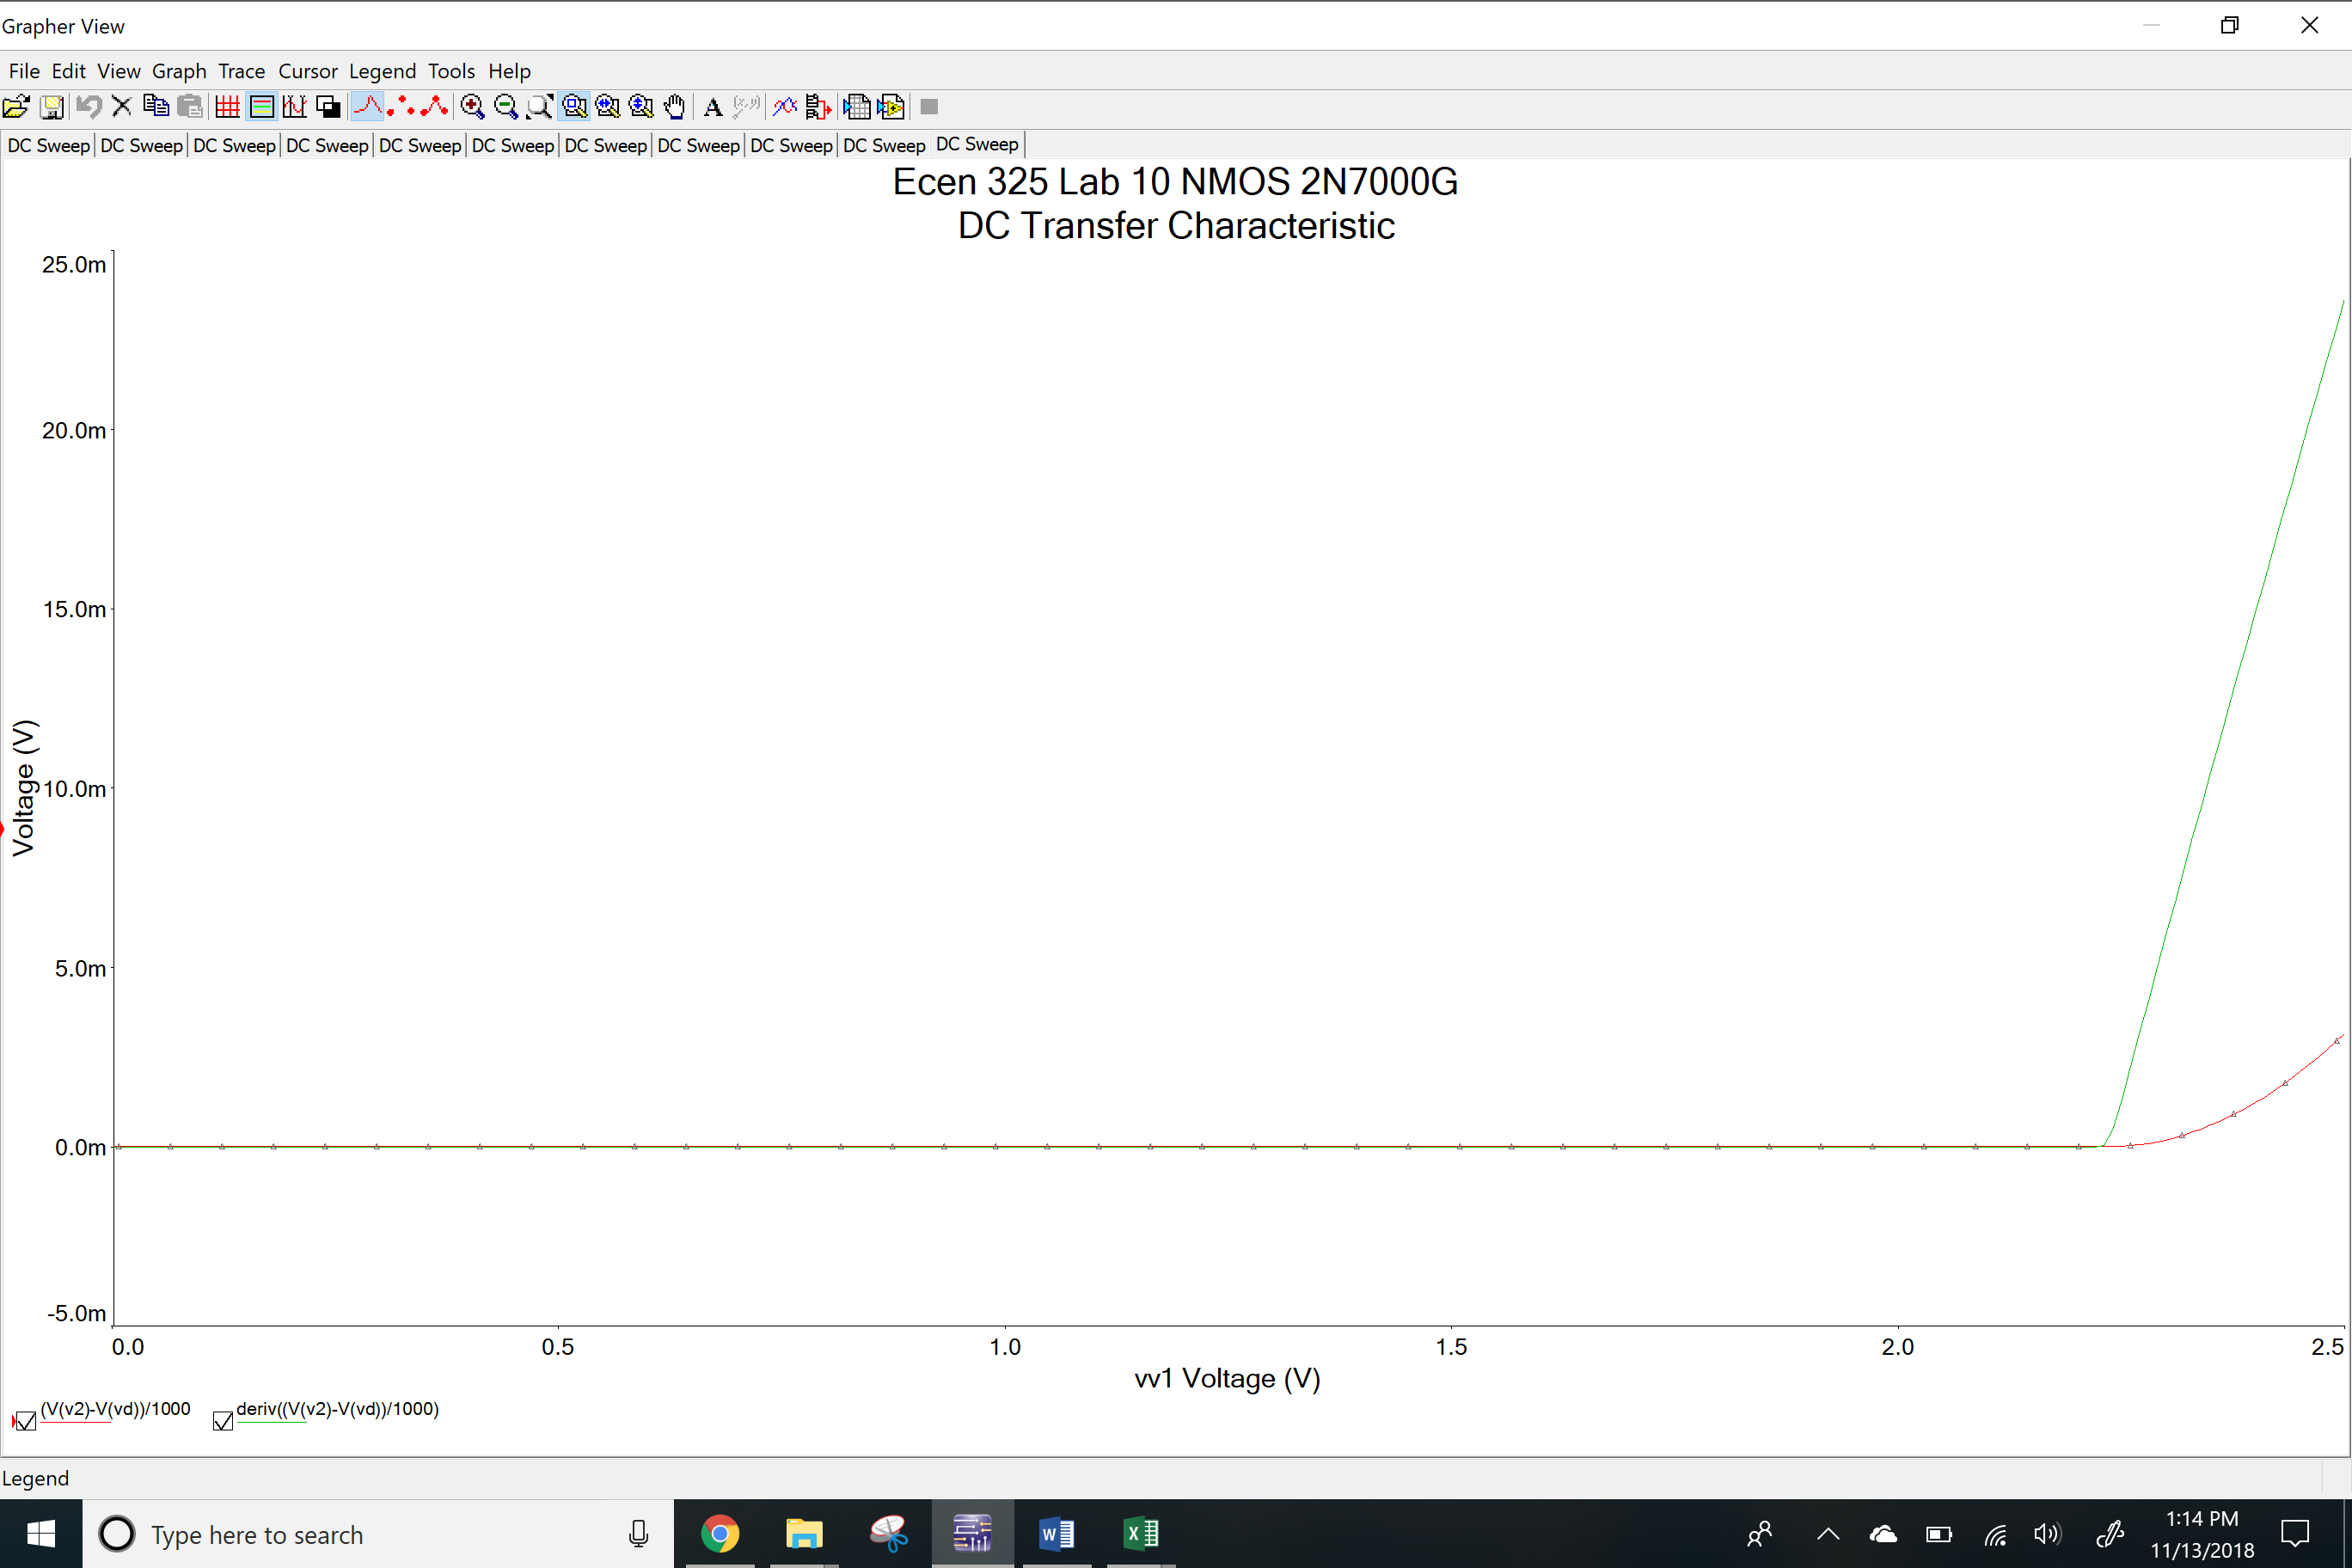 Grapher View
File Edit View Graph Trace Cursor Legend Tools Help
A
DC Sweep DC Sweep DC Sweep DC Sweep DC Sweep DC Sweep DC Sweep DC Sweep DC Sweep DC Sweep DC Sweep
Ecen 325 Lab 10 NMOS 2N7000G
DC Transfer Characteristic
25.0m
20.0m
15.0m
10.0m
5.0m
0.0m
-5.0m
Voltage (V)
0.0 0.5 1.0 1.5 2.0 2.5
vv1 Voltage (V)
(V(v2)-V(vd))/1000 deriv((V(v2)-V(vd))/1000)
Legend
Type here to search
1:14 PM
11/13/2018